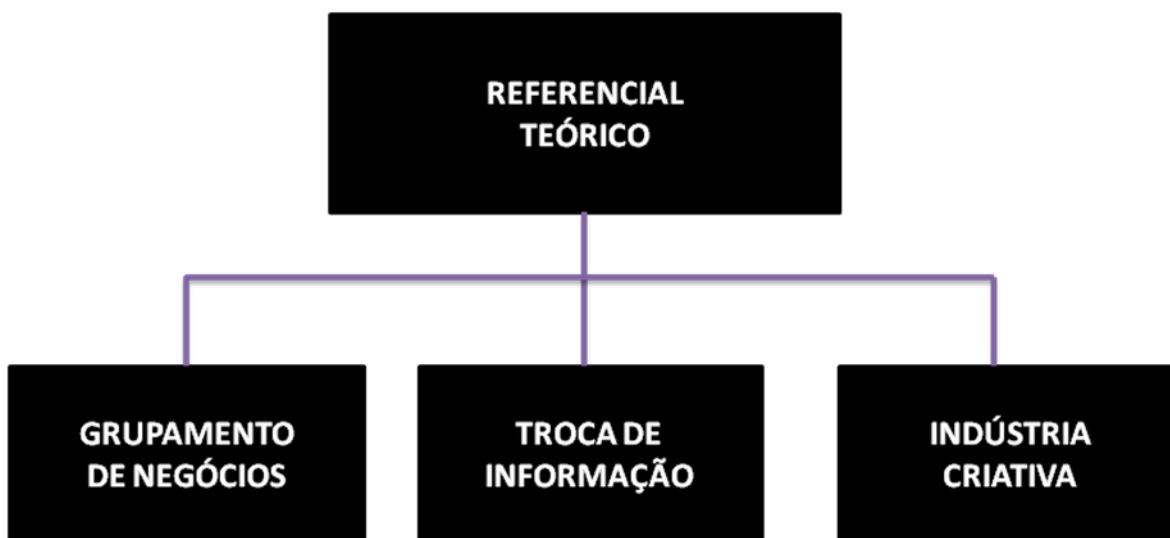 REFERENCIAL
TEÓRICO
GRUPAMENTO
DE NEGÓCIOS
TROCA DE
INFORMAÇÃO
INDÚSTRIA
CRIATIVA